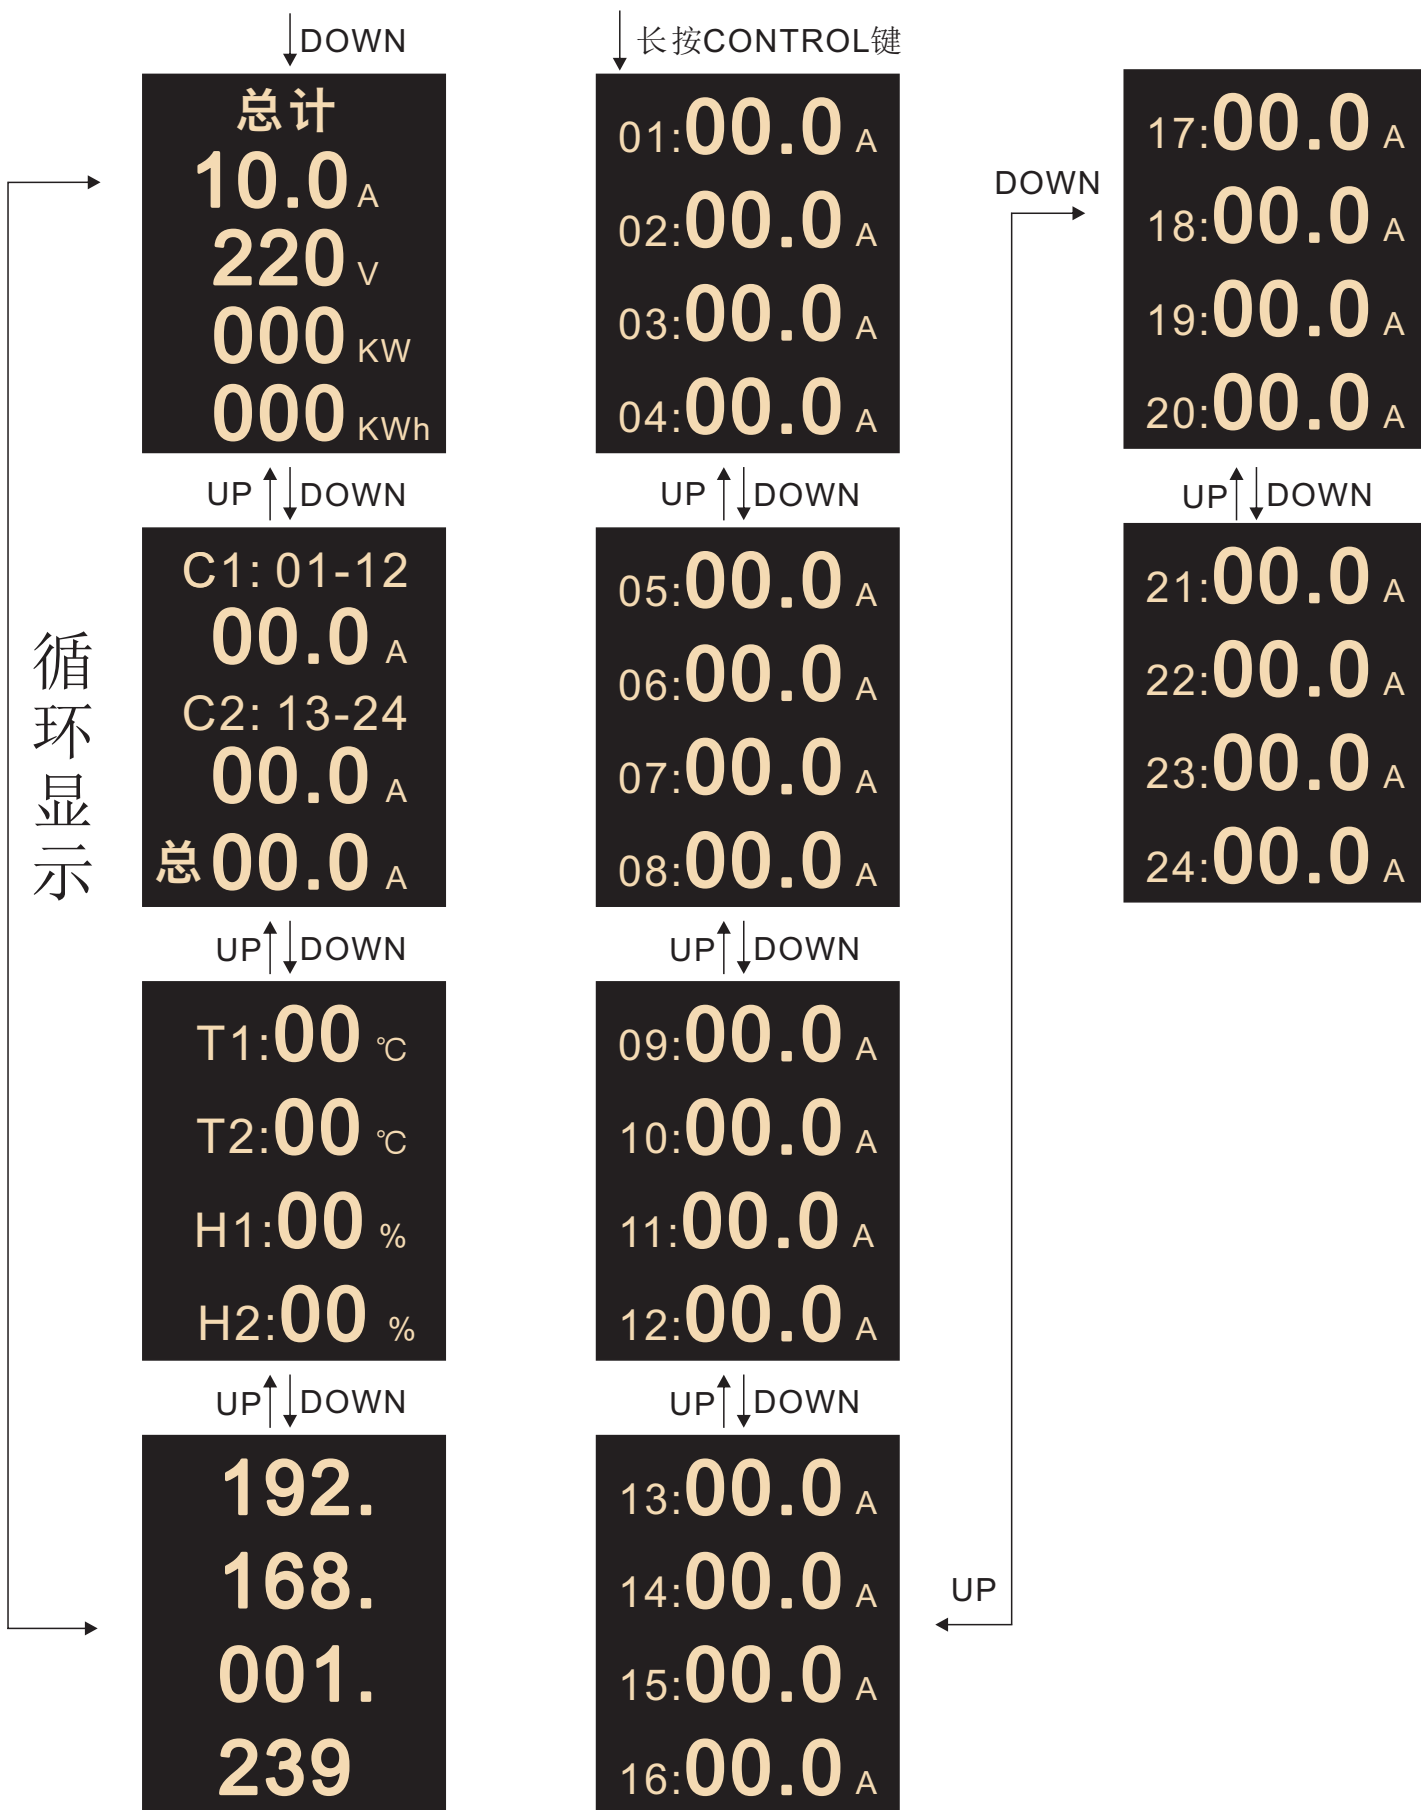 DOWN
总计
10.0 A
220 V
000 KW
000 KWh
UP DOWN
C1: 01-12
00.0 A
C2: 13-24
00.0 A
总 00.0 A
UP DOWN
T1:00 ℃
T2:00 ℃
H1:00 %
H2:00 %
UP DOWN
192.
168.
001.
239
循环显示
长按CONTROL键
01:00.0 A
02:00.0 A
03:00.0 A
04:00.0 A
UP DOWN
05:00.0 A
06:00.0 A
07:00.0 A
08:00.0 A
UP DOWN
09:00.0 A
10:00.0 A
11:00.0 A
12:00.0 A
UP DOWN
13:00.0 A
14:00.0 A
15:00.0 A
16:00.0 A
DOWN
UP
17:00.0 A
18:00.0 A
19:00.0 A
20:00.0 A
UP DOWN
21:00.0 A
22:00.0 A
23:00.0 A
24:00.0 A